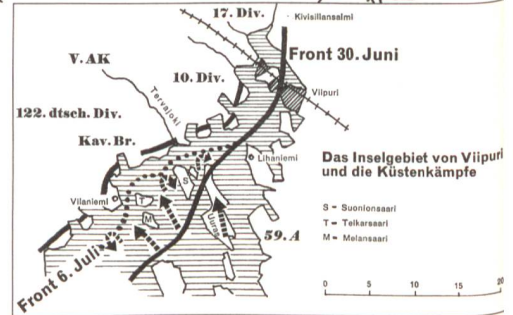 17. Div.
Kivisillansalmi
Front 30. Juni
V. AK
10. Div.
Viipuri
Tervajoki
122. dtsch. Div.
Kav. Br.
Lihaniemi
Das Inselgebiet von Viipuri
und die Küstenkämpfe
S
Vilaniemi
T
M
Uuras
S - Suonionsaari
T - Teikarsaari
M - Melansaari
59. A
Front 6. Juli
0 5 10 15 20